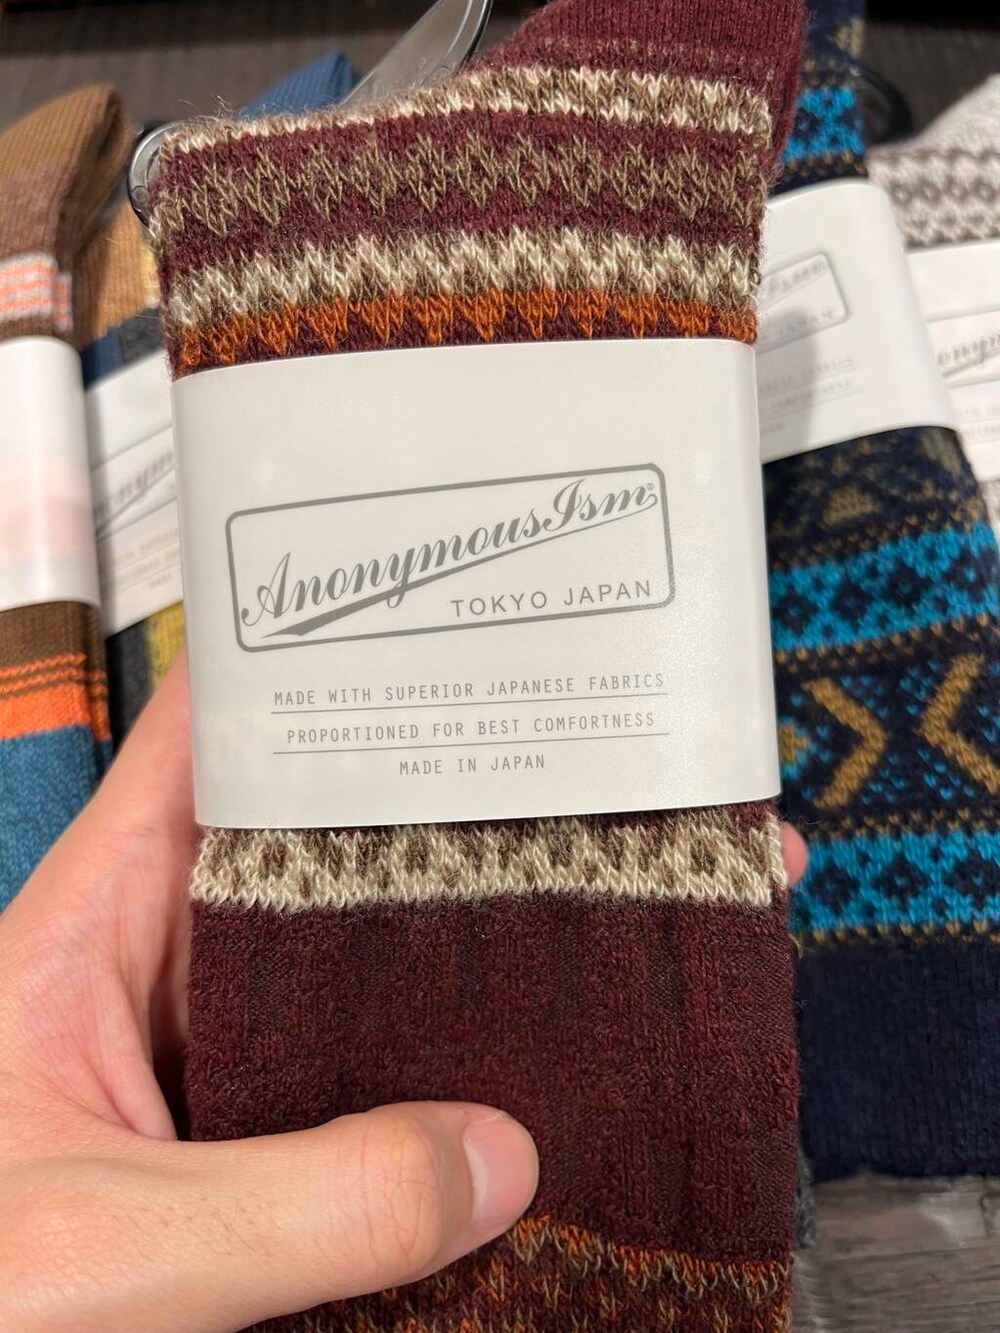 AnonymousIsm®
TOKYO JAPAN
MADE WITH SUPERIOR JAPANESE FABRICS
PROPORTIONED FOR BEST COMFORTNESS
MADE IN JAPAN